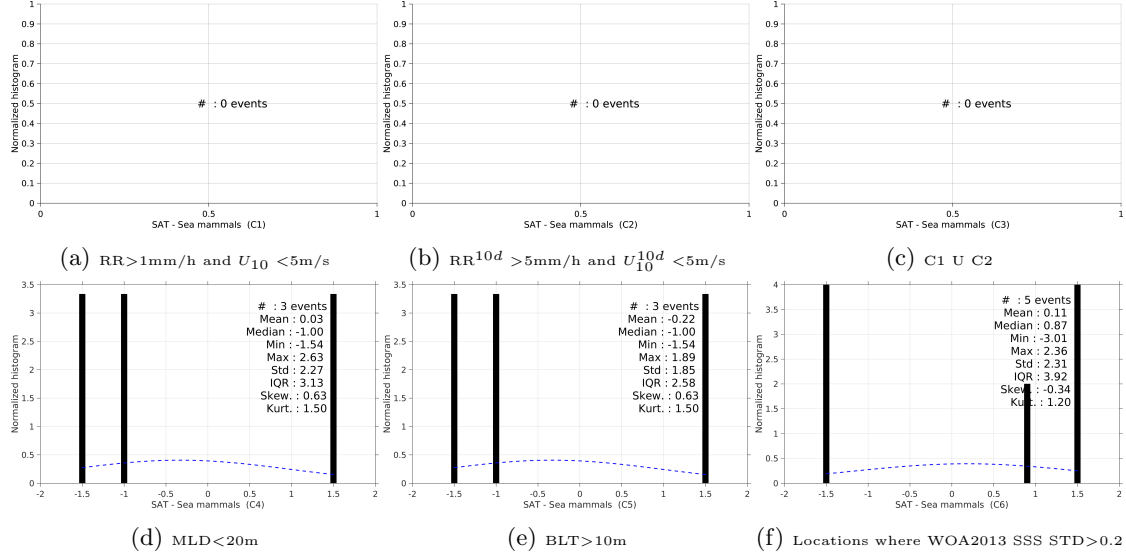 1
0.9
0.8
0.7
0.6
0.5
0.4
0.3
0.2
0.1
0
Normalized histogram
# : 0 events
0 0.5 1
SAT - Sea mammals (C1)
(a) RR>1mm/h and U10 <5m/s
1
0.9
0.8
0.7
0.6
0.5
0.4
0.3
0.2
0.1
0
Normalized histogram
# : 0 events
0 0.5 1
SAT - Sea mammals (C2)
(b) RR10d >5mm/h and U10d10 <5m/s
1
0.9
0.8
0.7
0.6
0.5
0.4
0.3
0.2
0.1
0
Normalized histogram
# : 0 events
0 0.5 1
SAT - Sea mammals (C3)
(c) C1 U C2
3.5
3
2.5
2
1.5
1
0.5
0
Normalized histogram
# : 3 events
Mean : 0.03
Median : -1.00
Min : -1.54
Max : 2.63
Std : 2.27
IQR : 3.13
Skew. : 0.63
Kurt. : 1.50
-2 -1.5 -1 -0.5 0 0.5 1 1.5 2
SAT - Sea mammals (C4)
(d) MLD<20m
3.5
3
2.5
2
1.5
1
0.5
0
Normalized histogram
# : 3 events
Mean : -0.22
Median : -1.00
Min : -1.54
Max : 1.89
Std : 1.85
IQR : 2.58
Skew. : 0.63
Kurt. : 1.50
-2 -1.5 -1 -0.5 0 0.5 1 1.5 2
SAT - Sea mammals (C5)
(e) BLT>10m
4
3.5
3
2.5
2
1.5
1
0.5
0
Normalized histogram
# : 5 events
Mean : 0.11
Median : 0.87
Min : -3.01
Max : 2.36
Std : 2.31
IQR : 3.92
Skew. : -0.34
Kurt. : 1.20
-2 -1.5 -1 -0.5 0 0.5 1 1.5 2
SAT - Sea mammals (C6)
(f) Locations where WOA2013 SSS STD>0.2